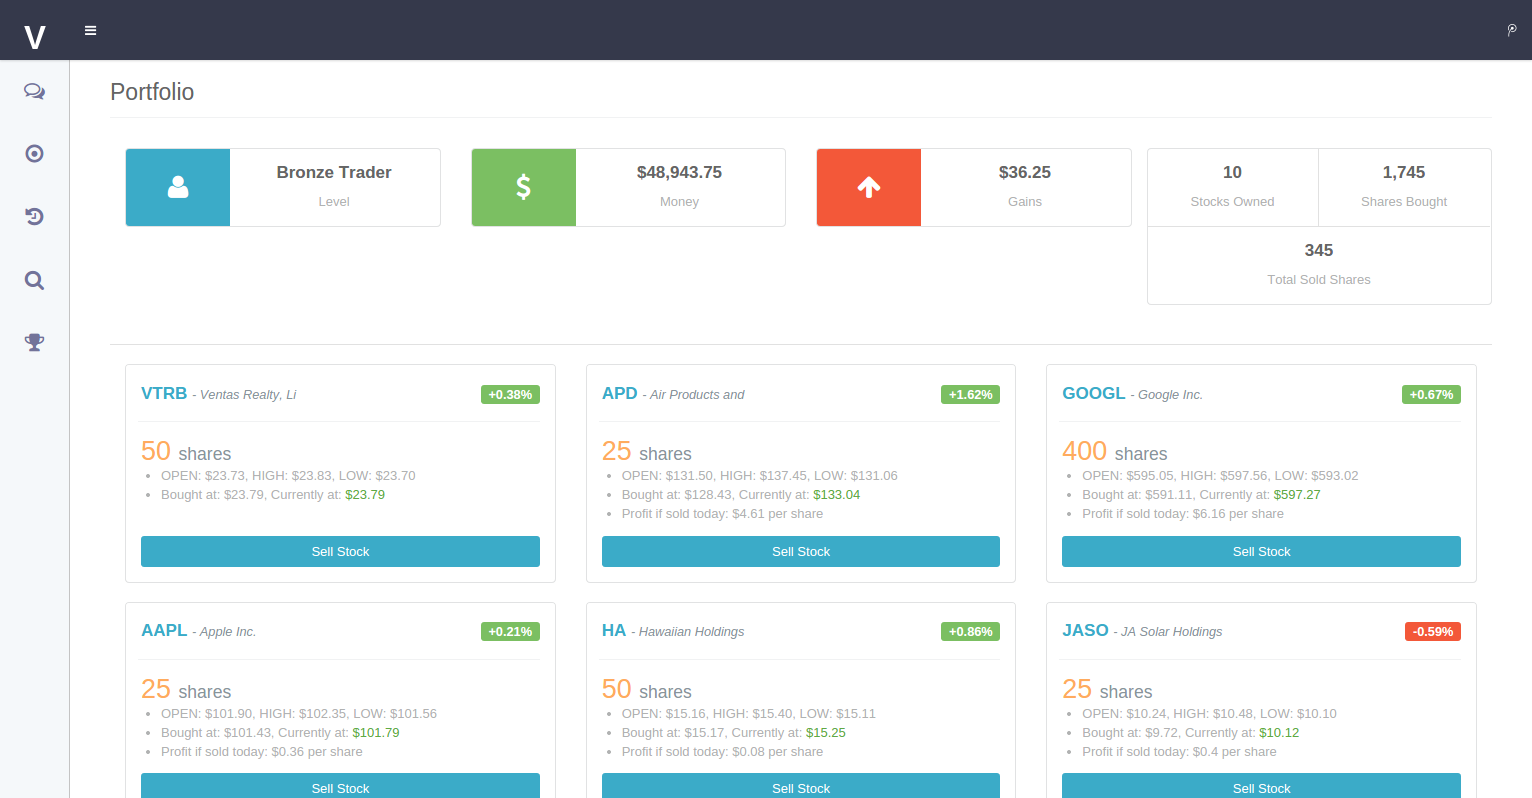 V
Portfolio
Bronze Trader
Level
$48,943.75
Money
$36.25
Gains
10
Stocks Owned
1,745
Shares Bought
345
Total Sold Shares
VTRB - Ventas Realty, Li
+0.38%
50 shares
OPEN: $23.73, HIGH: $23.83, LOW: $23.70
Bought at: $23.79, Currently at: $23.79
Sell Stock
APD - Air Products and
+1.62%
25 shares
OPEN: $131.50, HIGH: $137.45, LOW: $131.06
Bought at: $128.43, Currently at: $133.04
Profit if sold today: $4.61 per share
Sell Stock
GOOGL - Google Inc.
+0.67%
400 shares
OPEN: $595.05, HIGH: $597.56, LOW: $593.02
Bought at: $591.11, Currently at: $597.27
Profit if sold today: $6.16 per share
Sell Stock
AAPL - Apple Inc.
+0.21%
25 shares
OPEN: $101.90, HIGH: $102.35, LOW: $101.56
Bought at: $101.43, Currently at: $101.79
Profit if sold today: $0.36 per share
Sell Stock
HA - Hawaiian Holdings
+0.86%
50 shares
OPEN: $15.16, HIGH: $15.40, LOW: $15.11
Bought at: $15.17, Currently at: $15.25
Profit if sold today: $0.08 per share
Sell Stock
JASO - JA Solar Holdings
-0.59%
25 shares
OPEN: $10.24, HIGH: $10.48, LOW: $10.10
Bought at: $9.72, Currently at: $10.12
Profit if sold today: $0.4 per share
Sell Stock